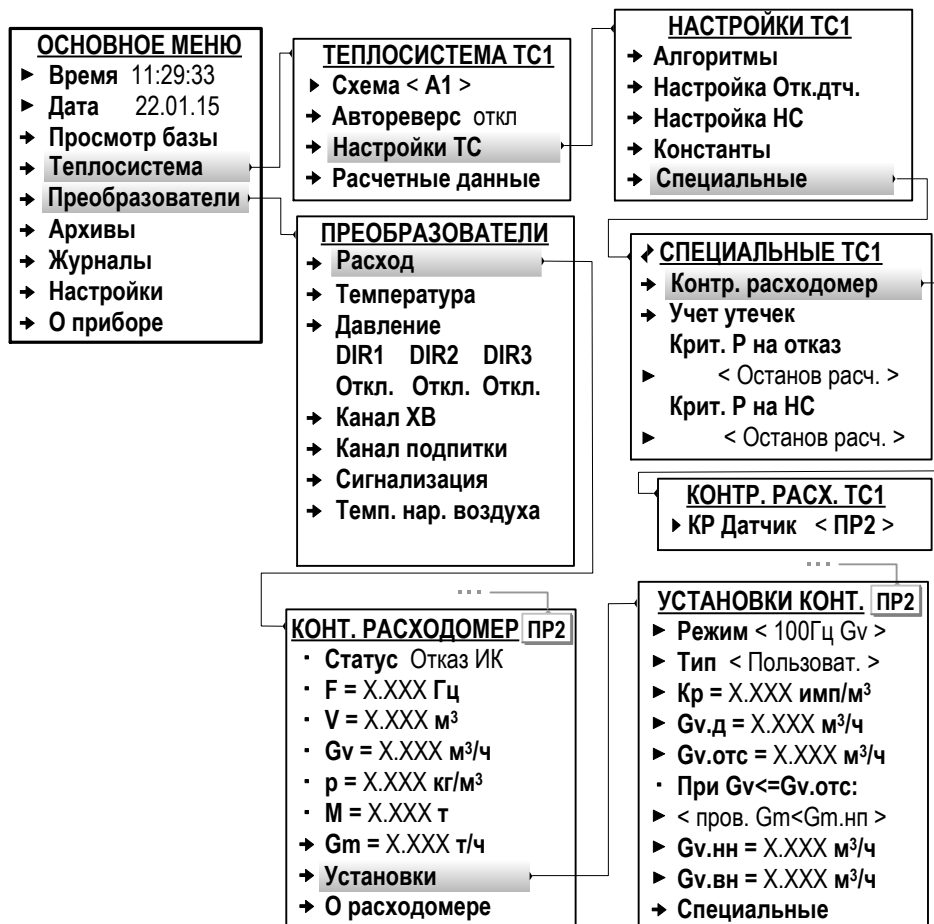 ОСНОВНОЕ МЕНЮ
Время 11:29:33
Дата 22.01.15
Просмотр базы
Теплосистема
Преобразователи
Архивы
Журналы
Настройки
О приборе
ТЕПЛОСИСТЕМА ТС1
Схема < А1 >
Автореверс откл
Настройки ТС
Расчетные данные
НАСТРОЙКИ ТС1
Алгоритмы
Настройка Отк.дтч.
Настройка НС
Константы
Специальные
ПРЕОБРАЗОВАТЕЛИ
Расход
Температура
Давление
DIR1 DIR2 DIR3
Откл. Откл. Откл.
Канал ХВ
Канал подпитки
Сигнализация
Темп. нар. воздуха
СПЕЦИАЛЬНЫЕ ТС1
Контр. расходомер
Учет утечек
Крит. Р на отказ
< Останов расч. >
Крит. Р на НС
< Останов расч. >
КОНТР. РАСХ. ТС1
КР Датчик < ПР2 >
КОНТ. РАСХОДОМЕР ПР2
Статус Отказ ИК
F = X.XXX Гц
V = X.XXX м³
Gv = X.XXX м³/ч
p = X.XXX кг/м³
M = X.XXX т
Gm = X.XXX т/ч
Установки
О расходомере
УСТАНОВКИ КОНТ. ПР2
Режим < 100Гц Gv >
Тип < Пользоват. >
Кр = X.XXX имп/м³
Gv.д = X.XXX м³/ч
Gv.отс = X.XXX м³/ч
При Gv<=Gv.отс:
< пров. Gm<Gm.нп >
Gv.нн = X.XXX м³/ч
Gv.вн = X.XXX м³/ч
Специальные